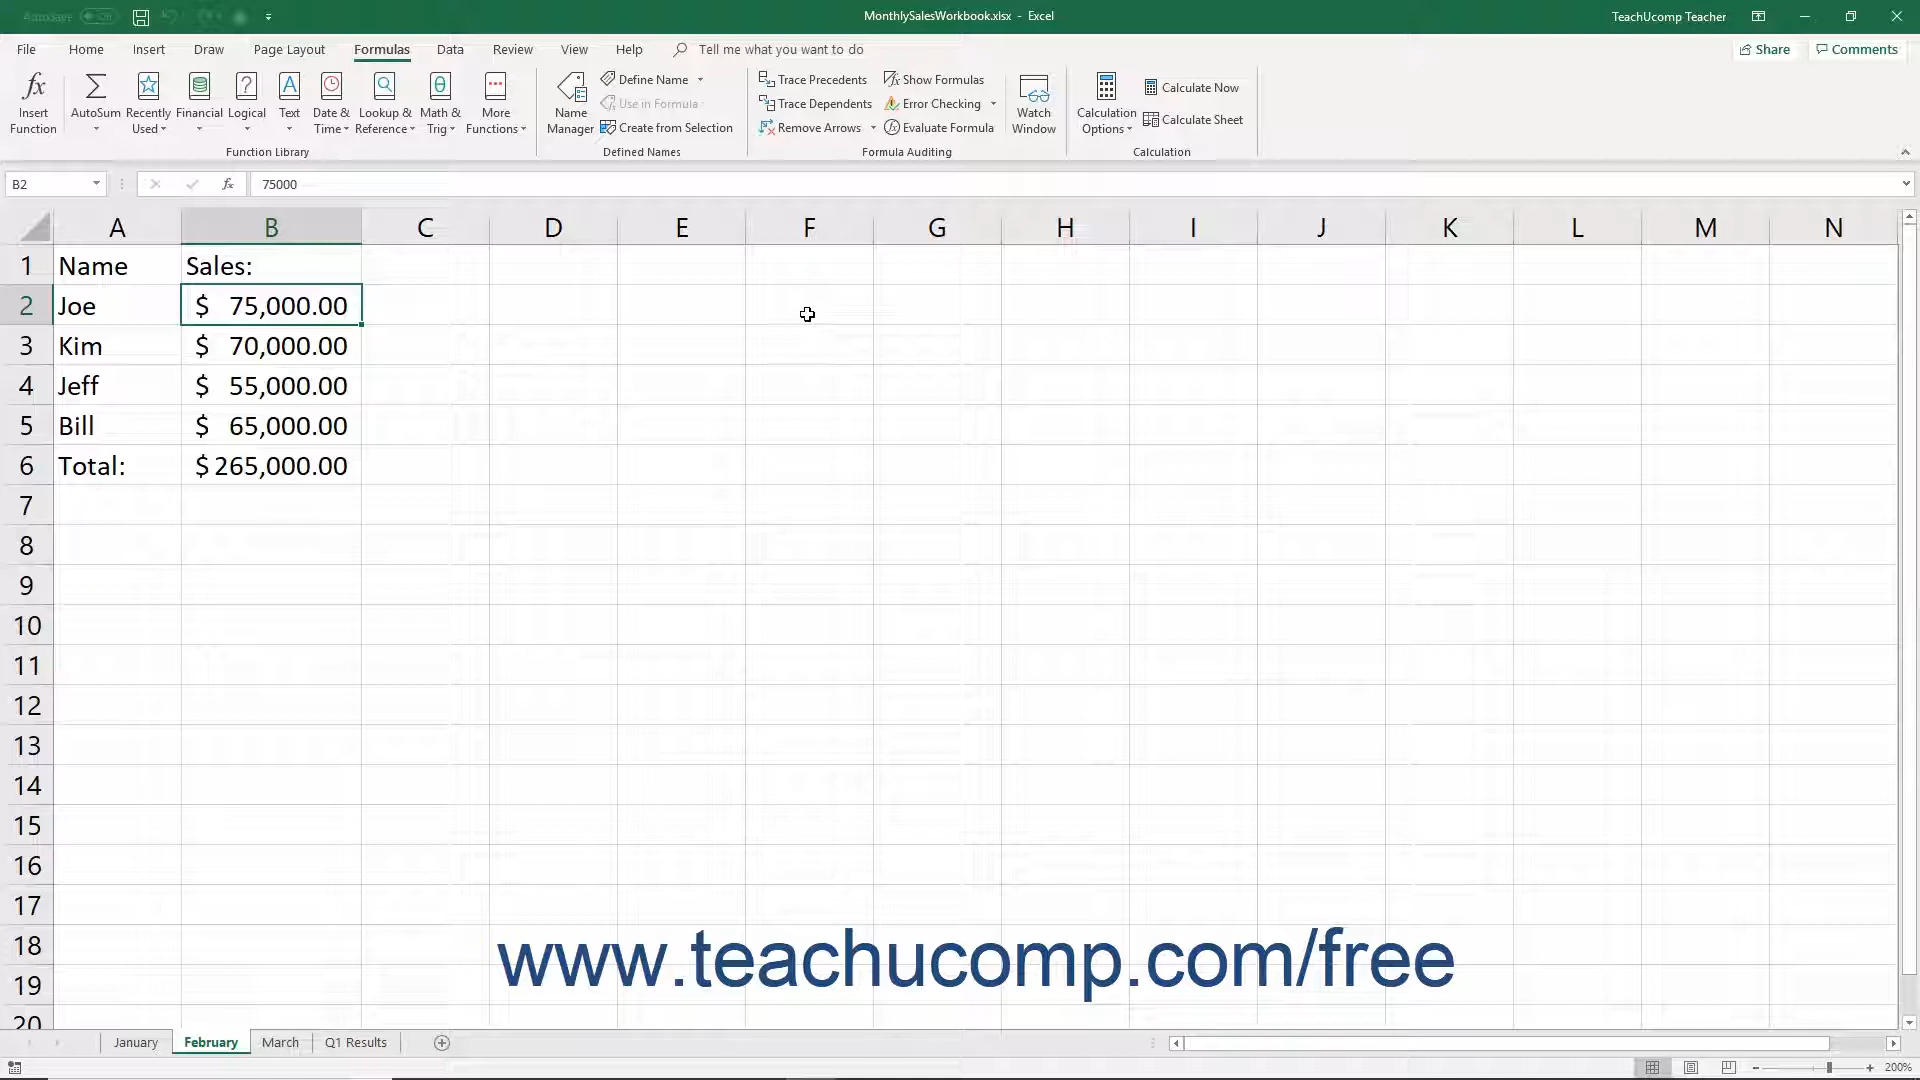 AutoSave Off
MonthlySalesWorkbook.xlsx - Excel
TeachUcomp Teacher
File Home Insert Draw Page Layout Formulas Data Review View Help Tell me what you want to do Share Comments
Insert Function
AutoSum
Recently Used
Financial
Logical
Text
Date & Time
Lookup & Reference
Math & Trig
More Functions
Function Library
Name Manager
Define Name
Use in Formula
Create from Selection
Defined Names
Trace Precedents
Trace Dependents
Remove Arrows
Show Formulas
Error Checking
Evaluate Formula
Formula Auditing
Watch Window
Calculation Options
Calculate Now
Calculate Sheet
Calculation
B2 fx 75000
A B C D E F G H I J K L M N
1 Name Sales:
2 Joe $ 75,000.00
3 Kim $ 70,000.00
4 Jeff $ 55,000.00
5 Bill $ 65,000.00
6 Total: $ 265,000.00
7
8
9
10
11
12
13
14
15
16
17
18
19
20
www.teachucomp.com/free
January February March Q1 Results
200%